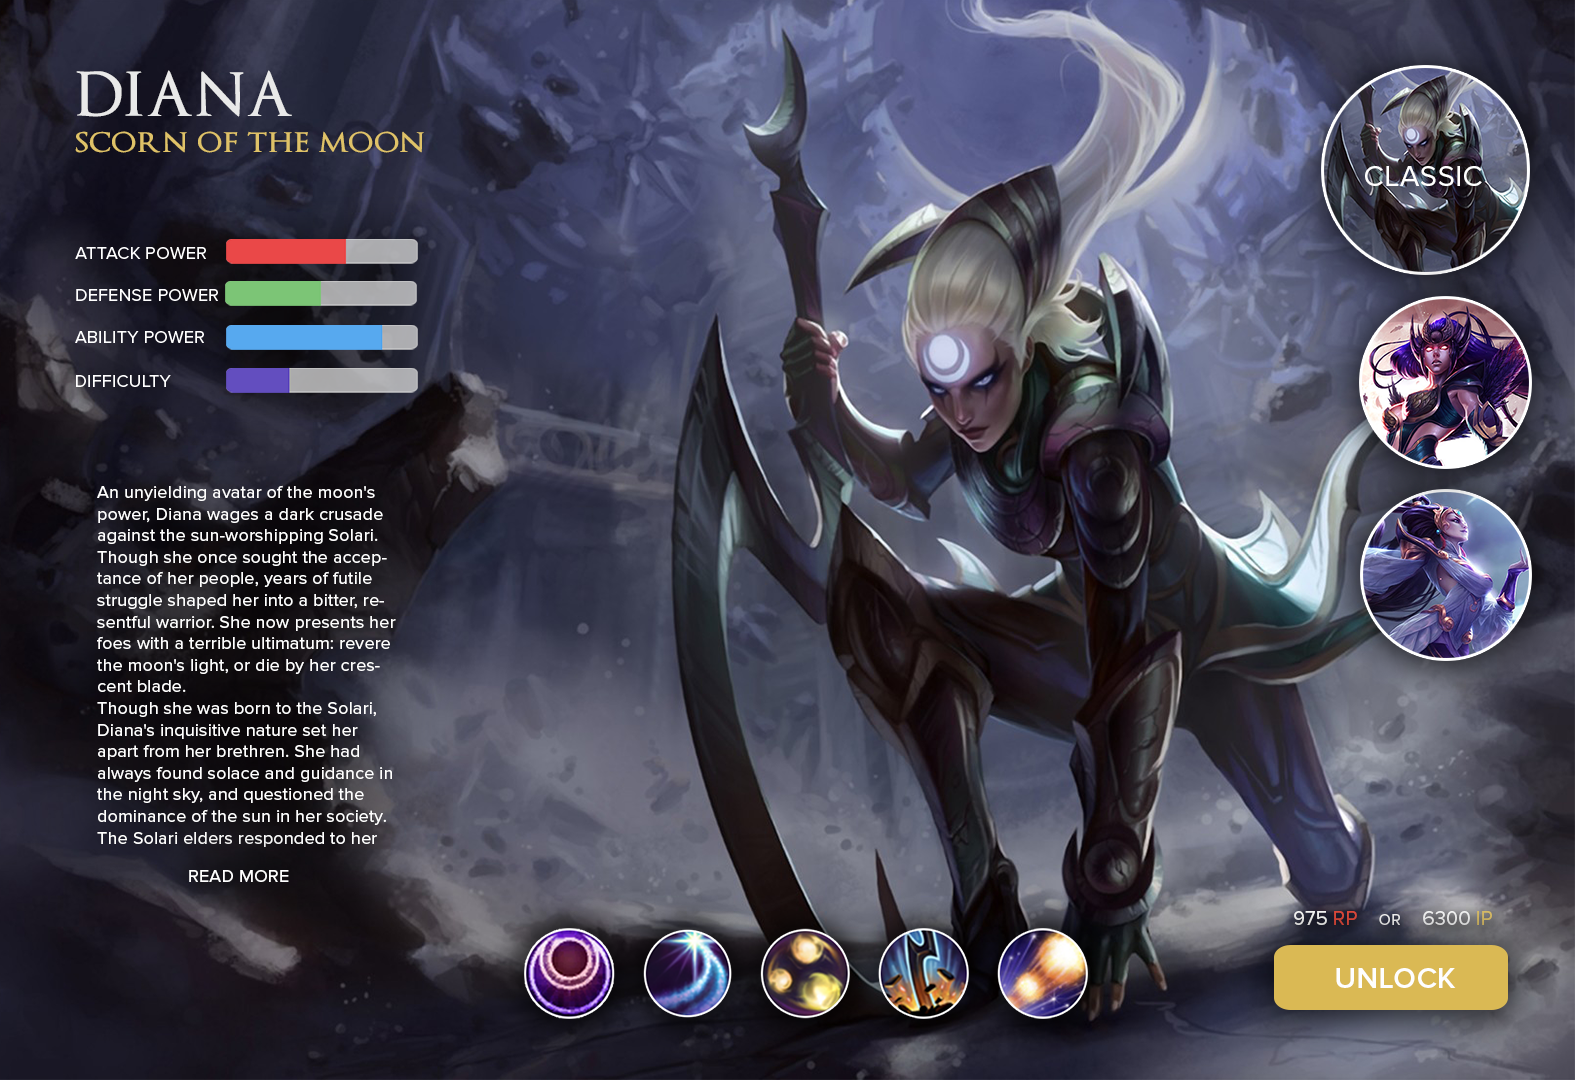 DIANA
SCORN OF THE MOON
ATTACK POWER
DEFENSE POWER
ABILITY POWER
DIFFICULTY
An unyielding avatar of the moon's
power, Diana wages a dark crusade
against the sun-worshipping Solari.
Though she once sought the accep-
tance of her people, years of futile
struggle shaped her into a bitter, re-
sentful warrior. She now presents her
foes with a terrible ultimatum: revere
the moon's light, or die by her cres-
cent blade.
Though she was born to the Solari,
Diana's inquisitive nature set her
apart from her brethren. She had
always found solace and guidance in
the night sky, and questioned the
dominance of the sun in her society.
The Solari elders responded to her
READ MORE
CLASSIC
975 RP OR 6300 IP
UNLOCK